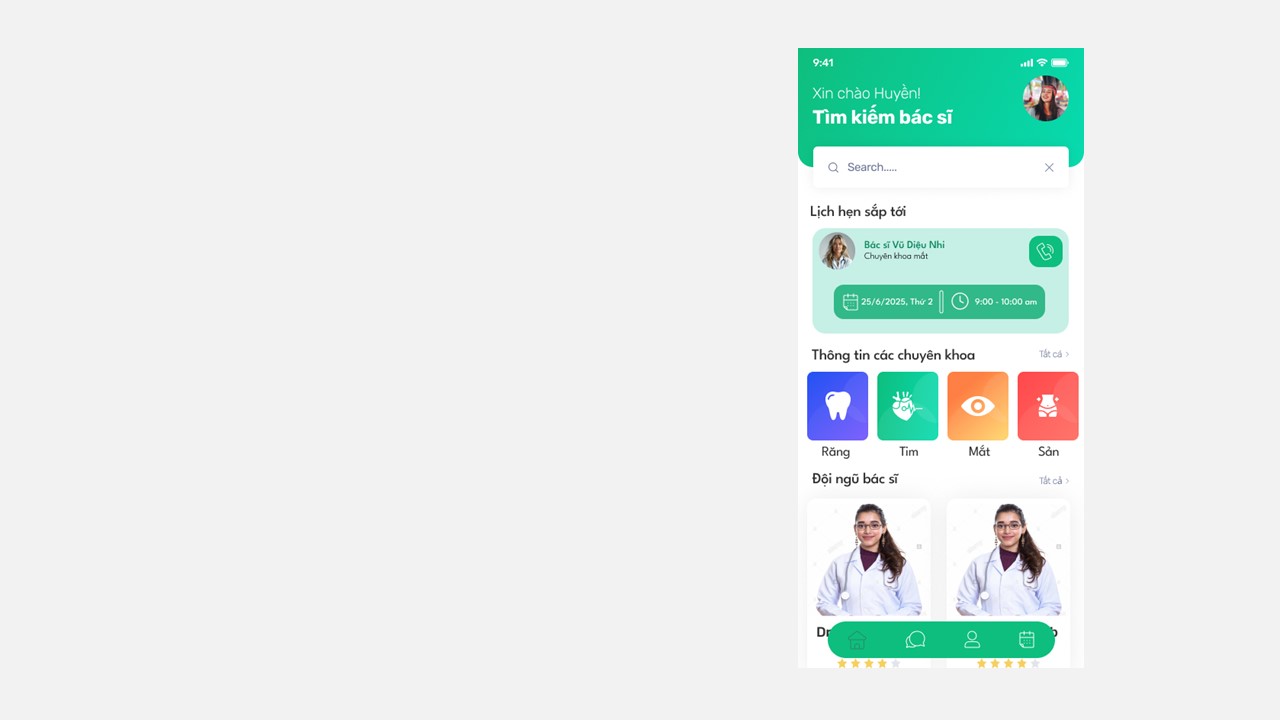 9:41
Xin chào Huyền!
Tìm kiếm bác sĩ
Search.....
Lịch hẹn sắp tới
Bác sĩ Vũ Diệu Nhi
Chuyên khoa mắt
25/6/2025, Thứ 2
9:00 - 10:00 am
Thông tin các chuyên khoa
Tất cả >
Răng
Tim
Mắt
Sản
Đội ngũ bác sĩ
Tất cả >